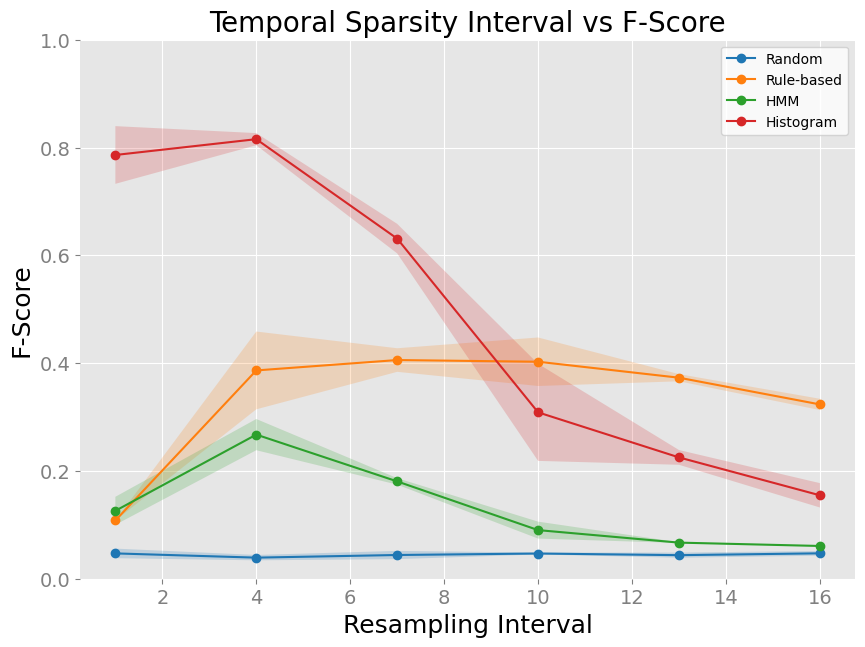 Temporal Sparsity Interval vs F-Score
Random
Rule-based
HMM
Histogram
F-Score
1.0
0.8
0.6
0.4
0.2
0.0
2 4 6 8 10 12 14 16
Resampling Interval